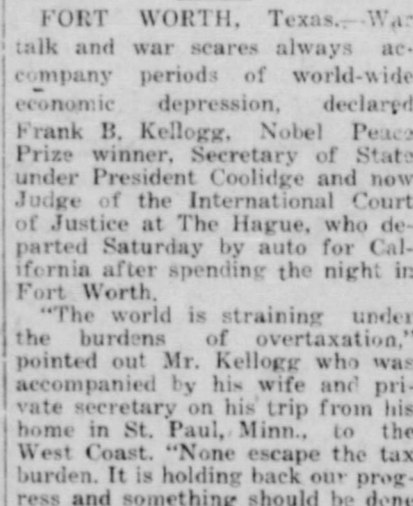 FORT WORTH, Texas.—War
talk and war scares always ac-
company periods of world-wide
economic depression, declared
Frank B. Kellogg, Nobel Peace
Prize winner, Secretary of State
under President Coolidge and now
Judge of the International Court
of Justice at The Hague, who de-
parted Saturday by auto for Cal-
ifornia after spending the night in
Fort Worth.
"The world is straining under
the burdens of overtaxation,"
pointed out Mr. Kellogg who was
accompanied by his wife and pri-
vate secretary on his trip from his
home in St. Paul, Minn., to the
West Coast. "None escape the tax
burden. It is holding back our prog-
ress and something should be done